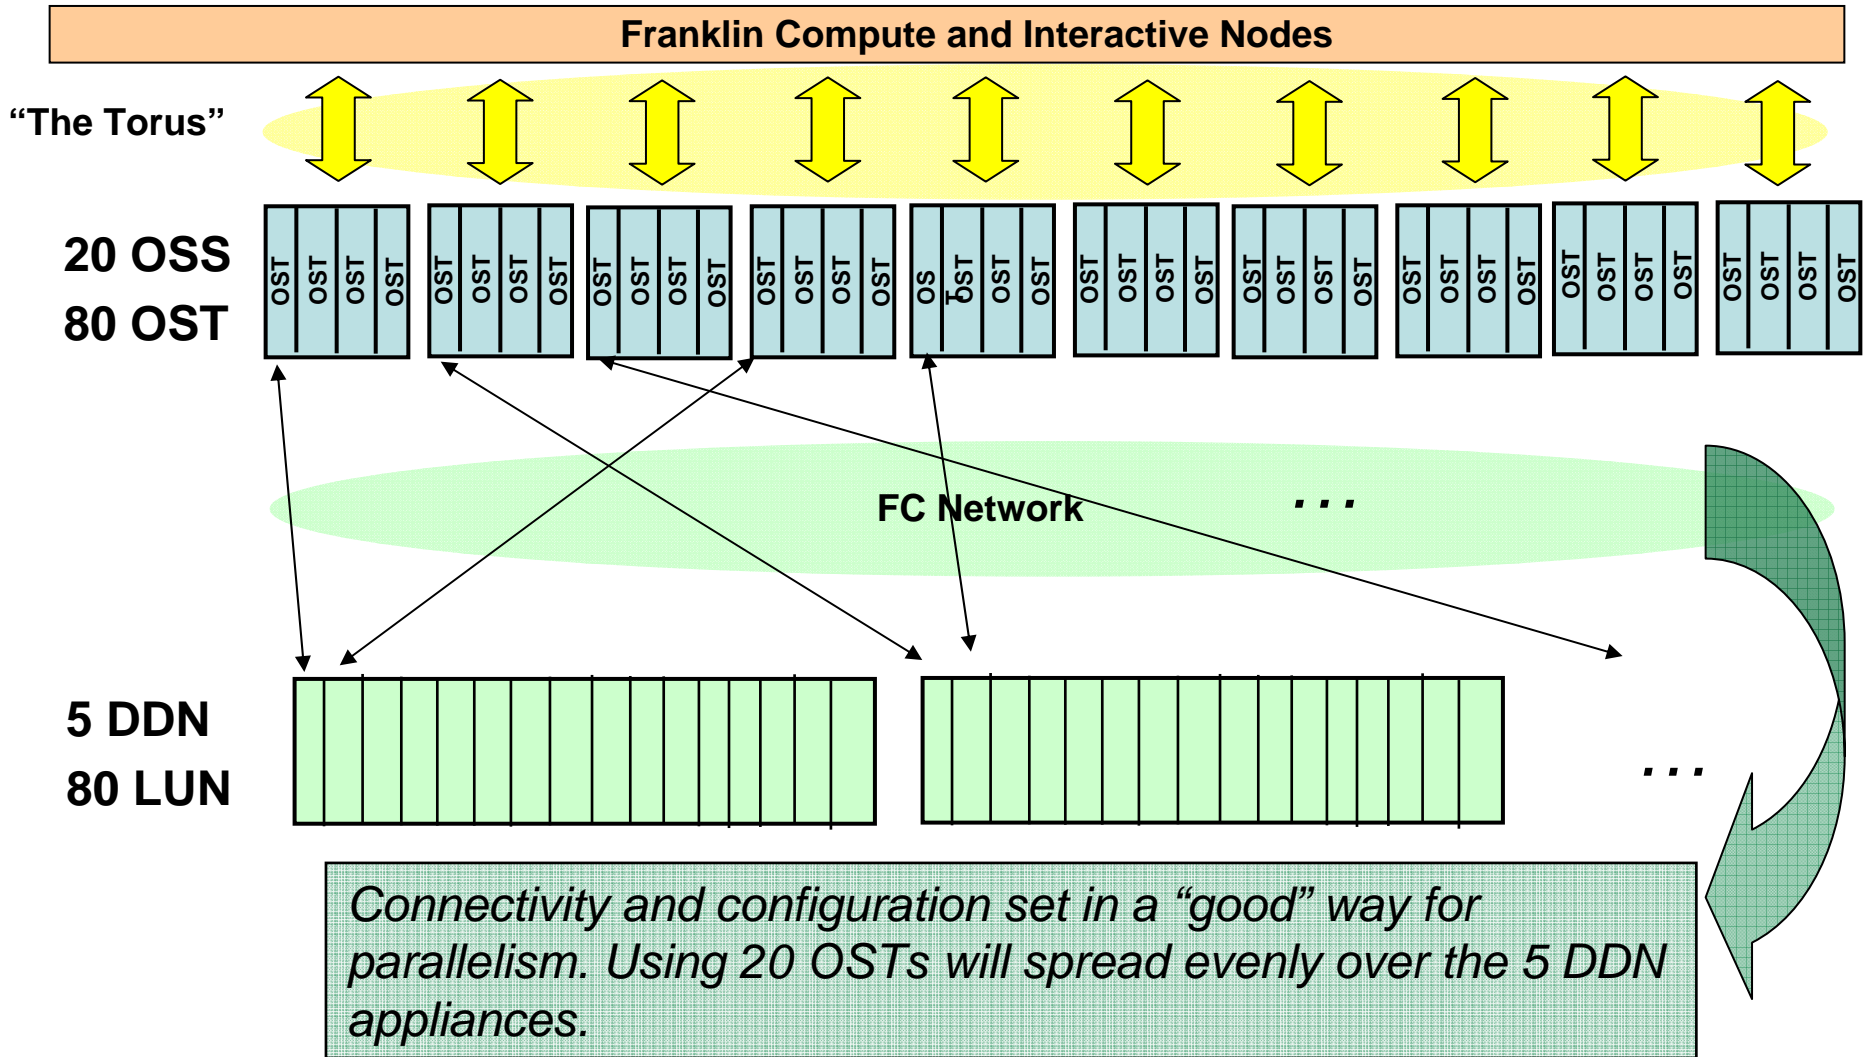 Franklin Compute and Interactive Nodes
“The Torus”
20 OSS
80 OST
OST OST OST OST
OST OST OST OST
OST OST OST OST
OST OST OST OST
OS
T
OST OST OST
OST OST OST OST
OST OST OST OST
OST OST OST OST
OST OST OST OST
OST OST OST OST
FC Network
. . .
5 DDN
80 LUN
. . .
Connectivity and configuration set in a “good” way for
parallelism. Using 20 OSTs will spread evenly over the 5 DDN
appliances.